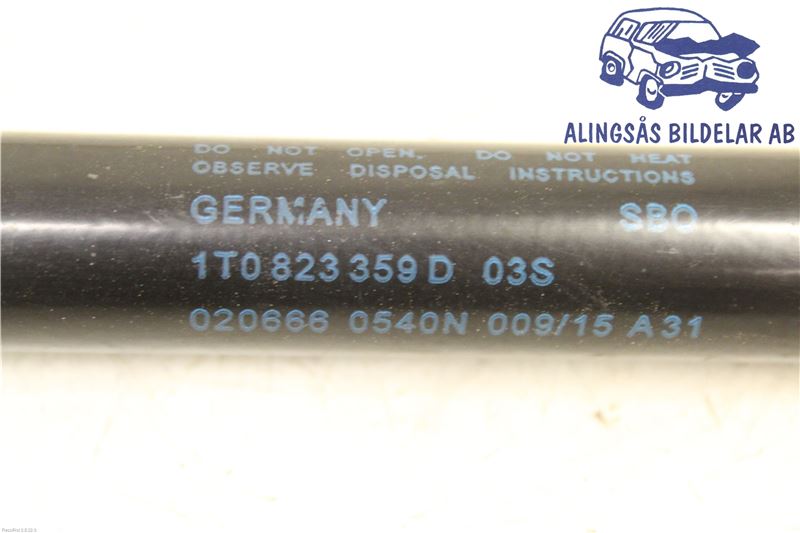 ALINGSÅS BILDELAR AB
DO NOT OPEN. DO NOT HEAT
OBSERVE DISPOSAL INSTRUCTIONS
GERMANY SBO
1T0 823 359 D 03S
020666 0540N 009/15 A31